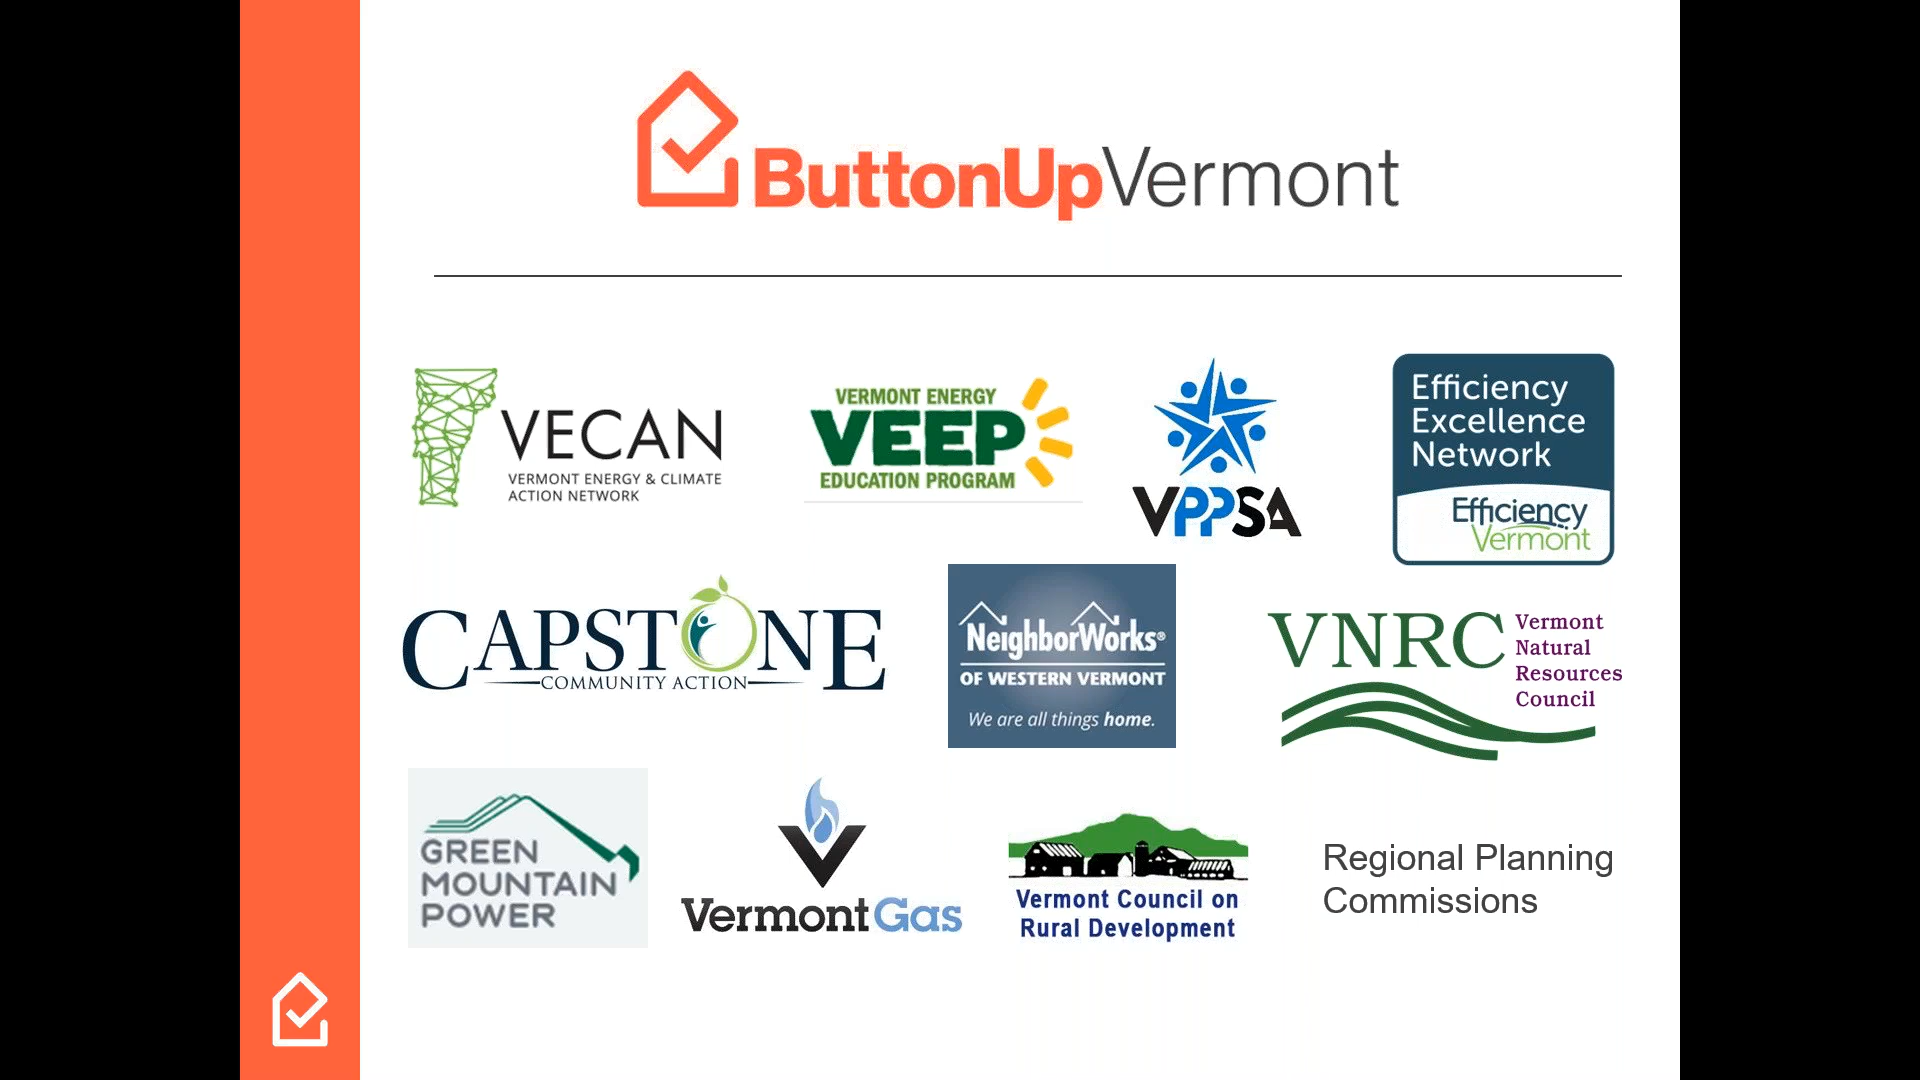 ButtonUpVermont
VECAN
VERMONT ENERGY & CLIMATE
ACTION NETWORK
VERMONT ENERGY
VEEP
EDUCATION PROGRAM
VPPSA
Efficiency
Excellence
Network
Efficiency
Vermont
CAPSTONE
COMMUNITY ACTION
NeighborWorks®
OF WESTERN VERMONT
We are all things home.
VNRC
Vermont
Natural
Resources
Council
GREEN
MOUNTAIN
POWER
VermontGas
Vermont Council on
Rural Development
Regional Planning
Commissions